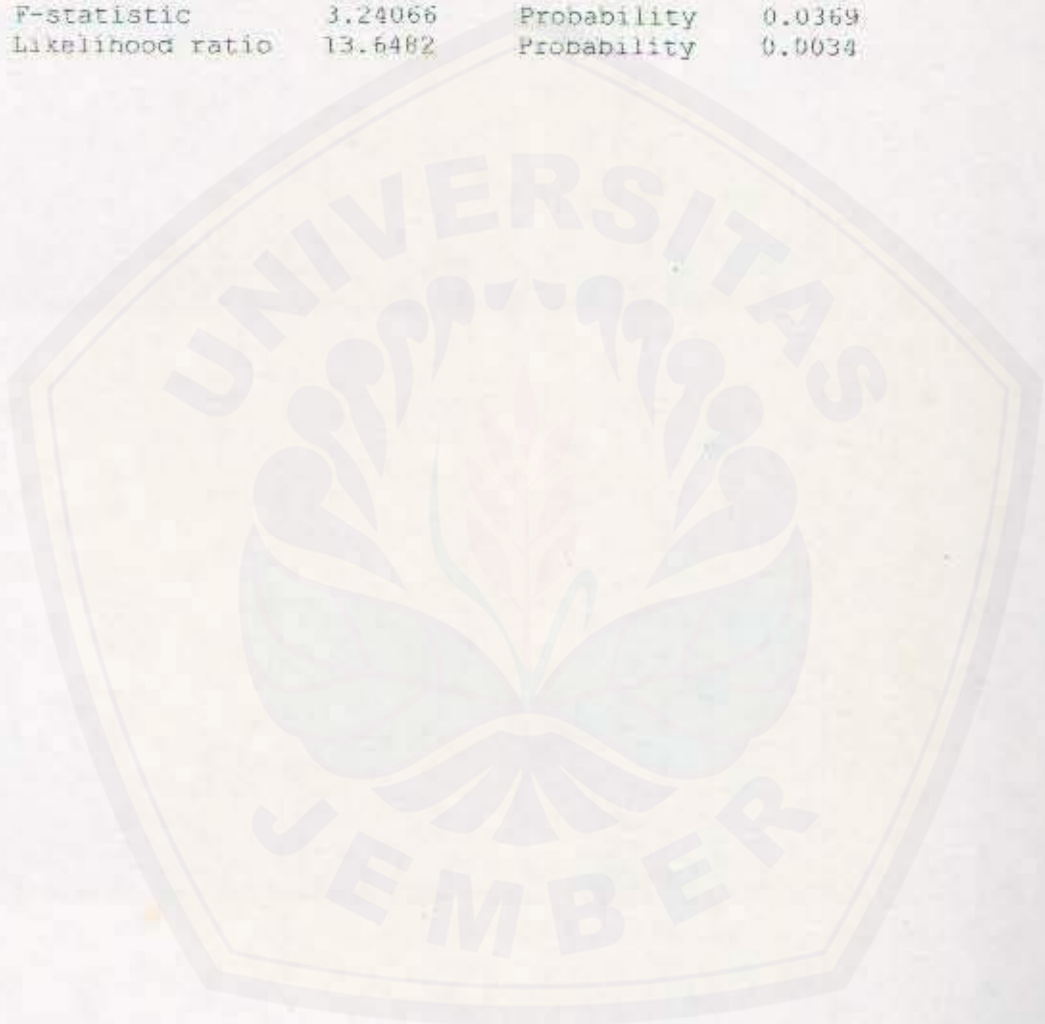 F-statistic 3.24066 Probability 0.0369
Likelihood ratio 13.6482 Probability 0.0034
UNIVERSITAS
JEMBER